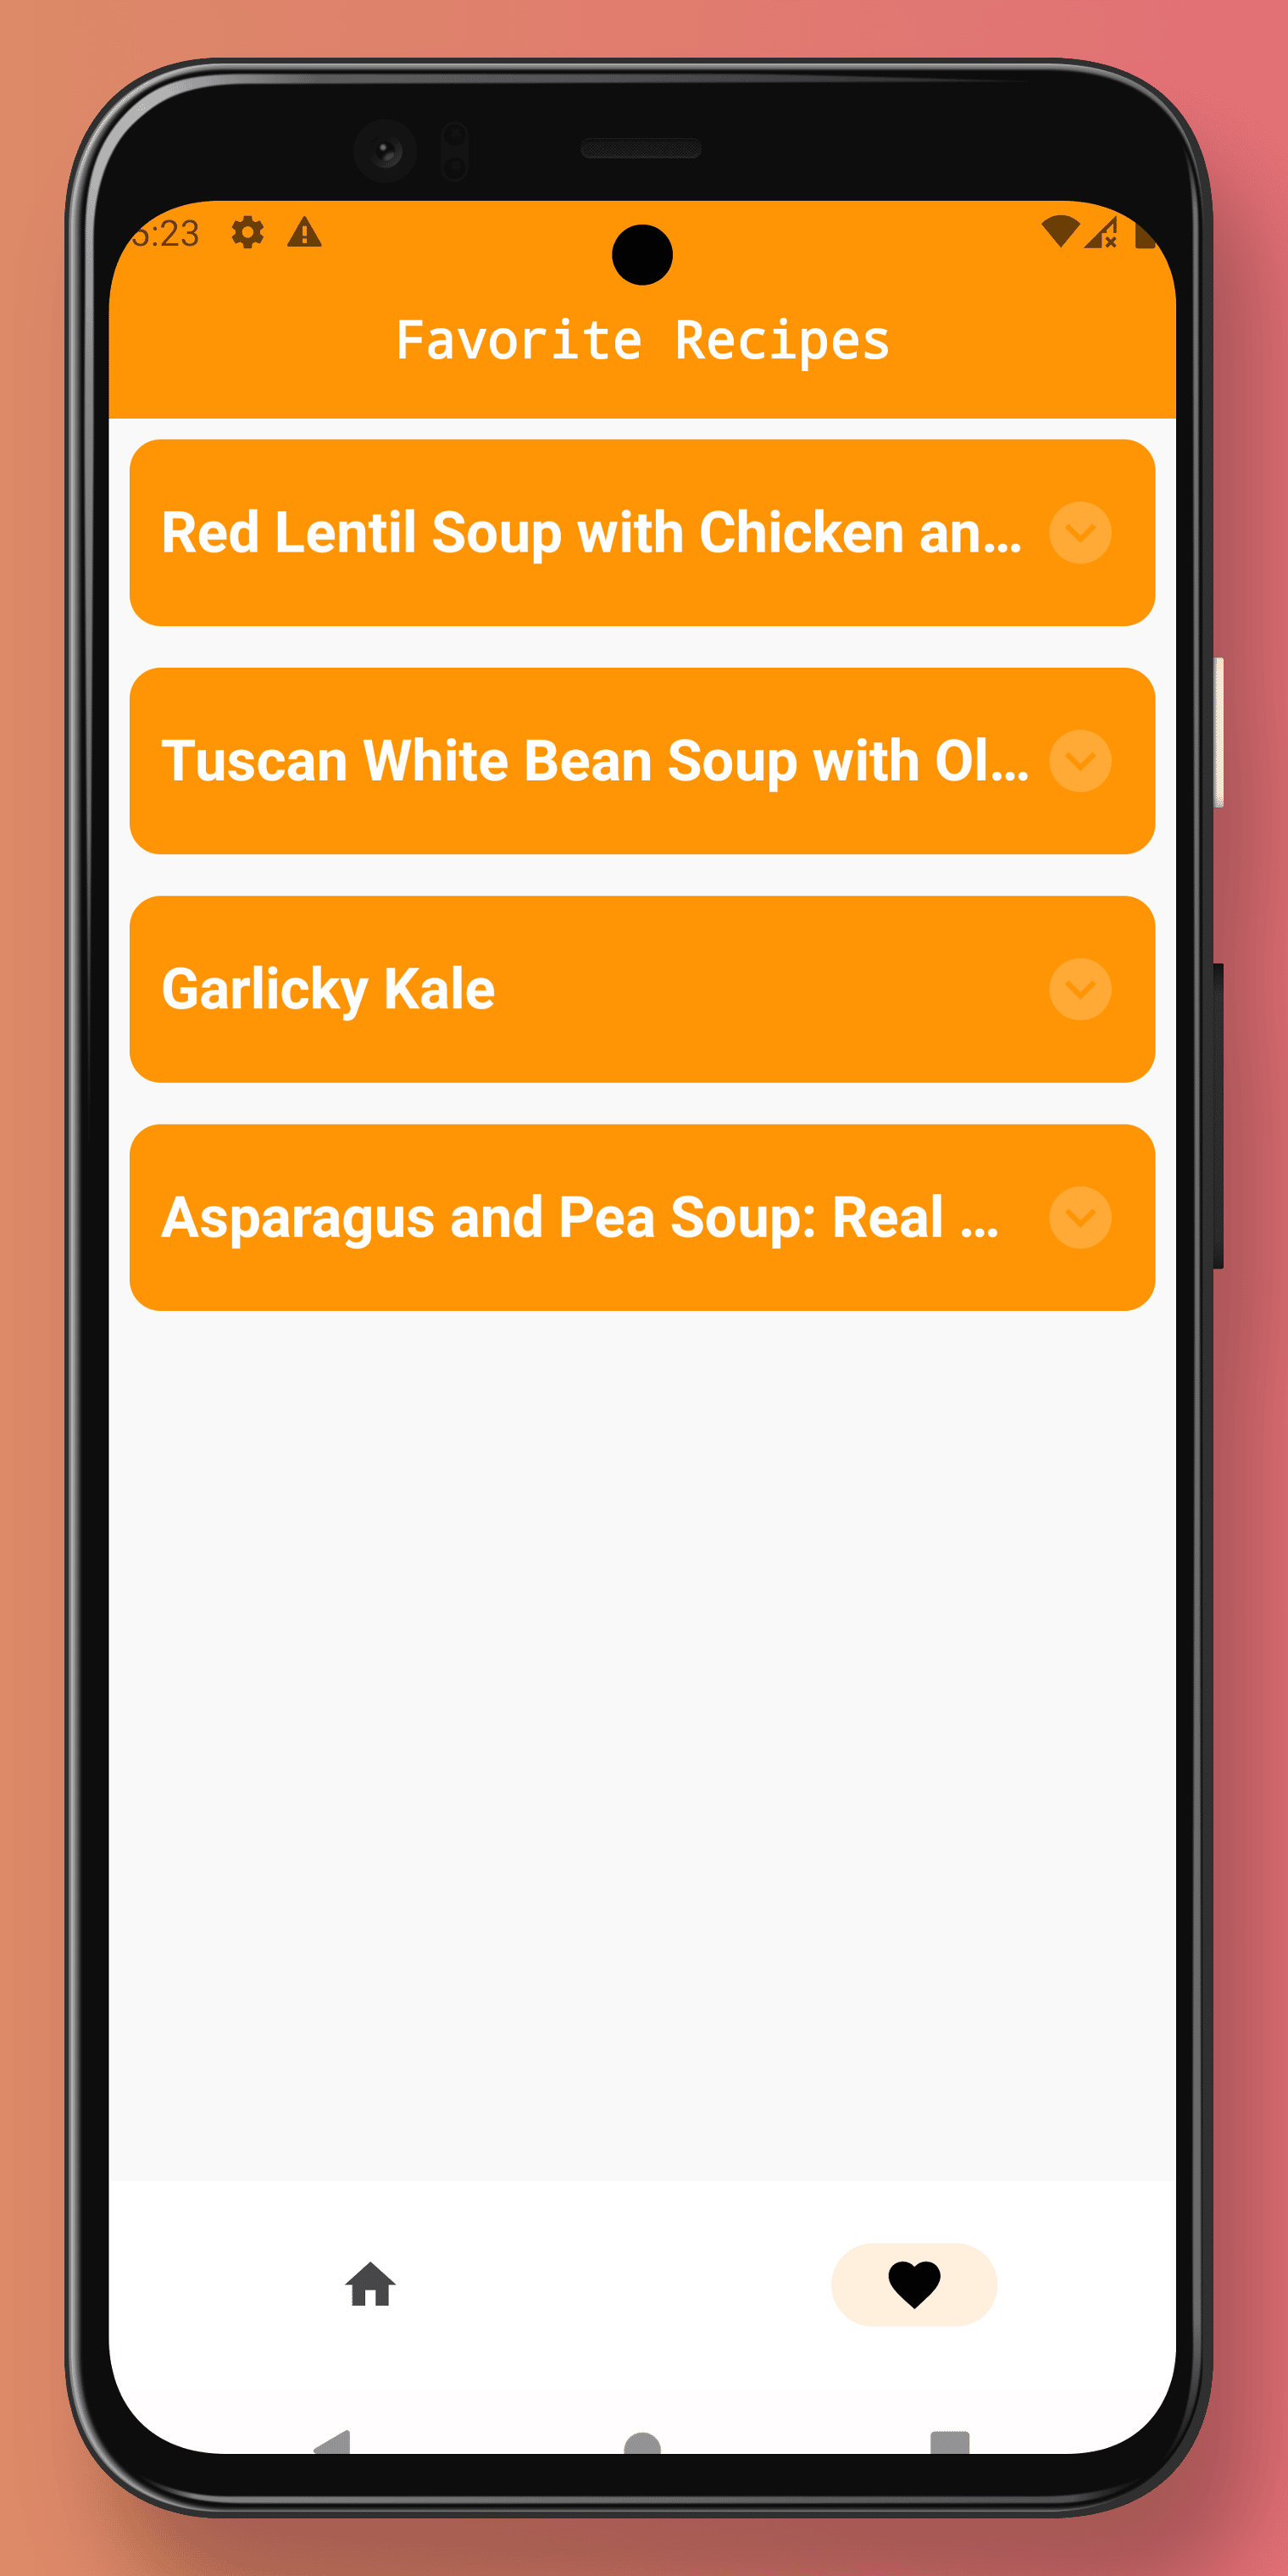 5:23
Favorite Recipes
Red Lentil Soup with Chicken an...
Tuscan White Bean Soup with Ol...
Garlicky Kale
Asparagus and Pea Soup: Real ...